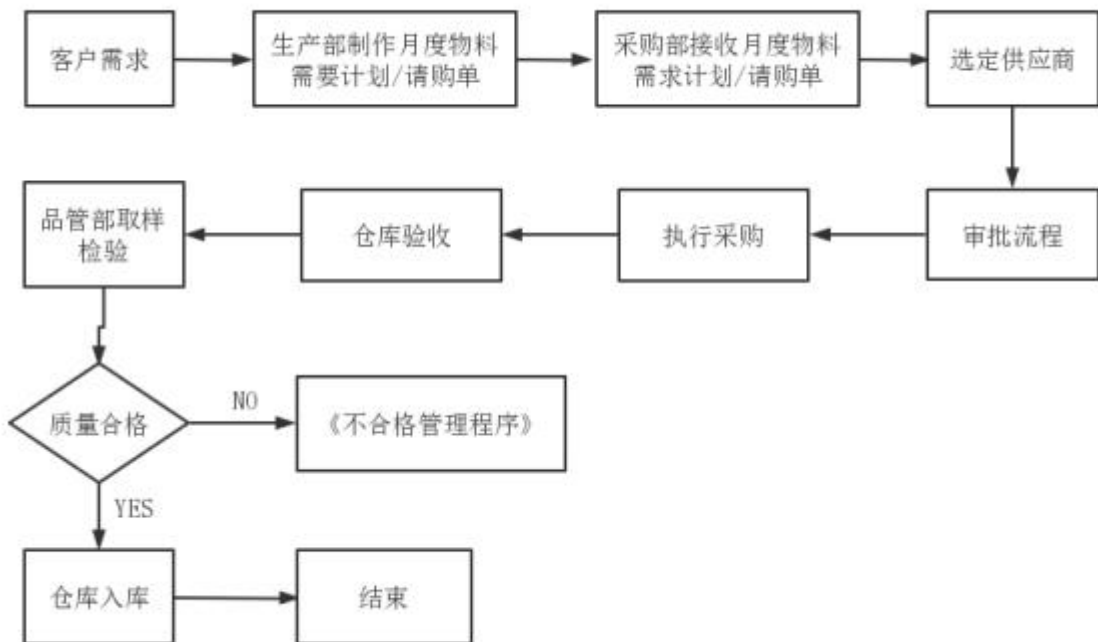 客户需求
生产部制作月度物料
需要计划/请购单
采购部接收月度物料
需求计划/请购单
选定供应商
审批流程
执行采购
仓库验收
品管部取样
检验
质量合格
NO
《不合格管理程序》
YES
仓库入库
结束